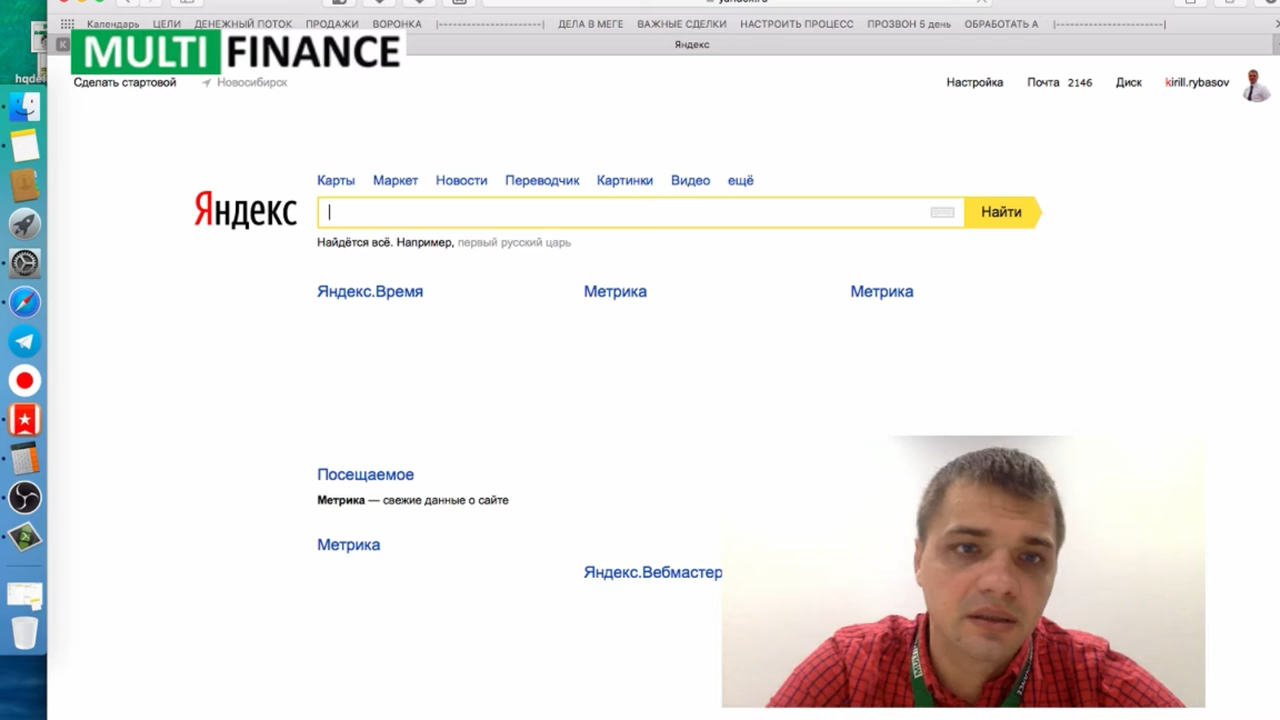 Календарь ЦЕЛИ ДЕНЕЖНЫЙ ПОТОК ПРОДАЖИ ВОРОНКА |--------------------| ДЕЛА В МЕГЕ ВАЖНЫЕ СДЕЛКИ НАСТРОИТЬ ПРОЦЕСС ПРОЗВОН 5 день ОБРАБОТАТЬ А |--------------------|
K Яндекс
MULTI FINANCE
Сделать стартовой Новосибирск Настройка Почта 2146 Диск kirill.rybasov
Карты Маркет Новости Переводчик Картинки Видео ещё
Яндекс Найти
Найдётся всё. Например, первый русский царь
Яндекс.Время Метрика Метрика
Посещаемое
Метрика — свежие данные о сайте
Метрика
Яндекс.Вебмастер